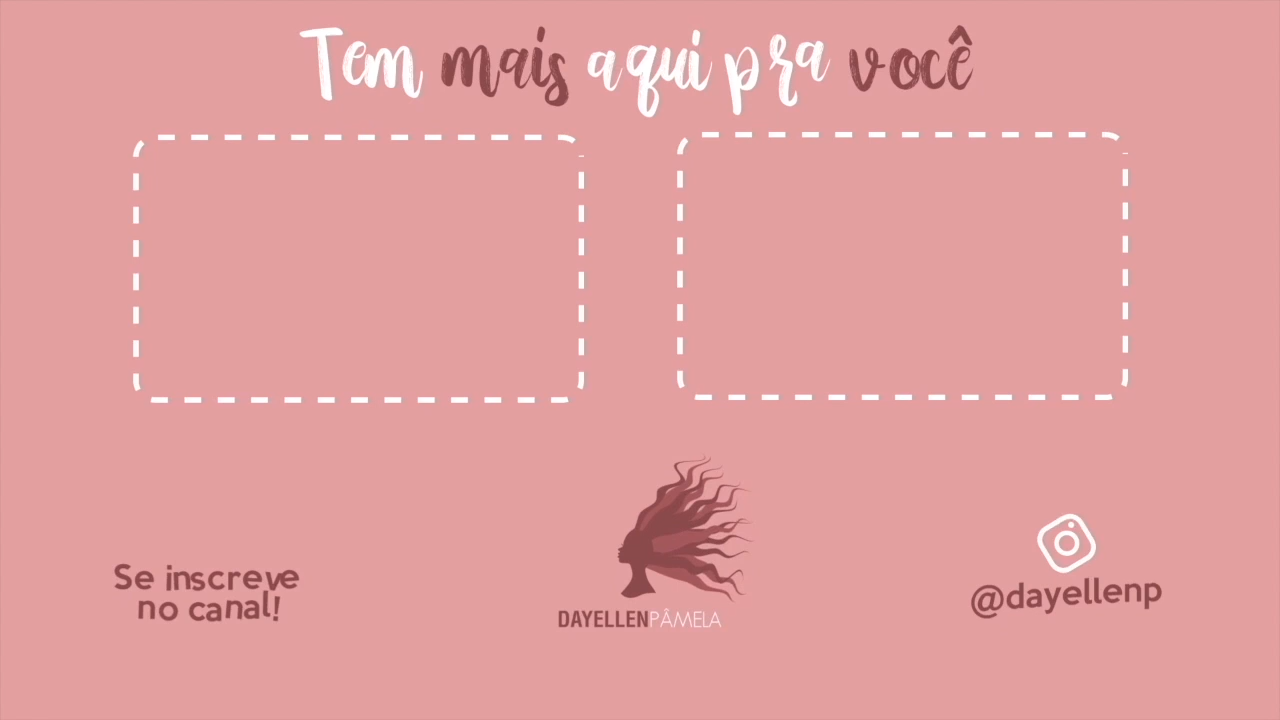 Tem mais aqui pra você
Se inscreve
no canal!
DAYELLENPÂMELA
@dayellenp